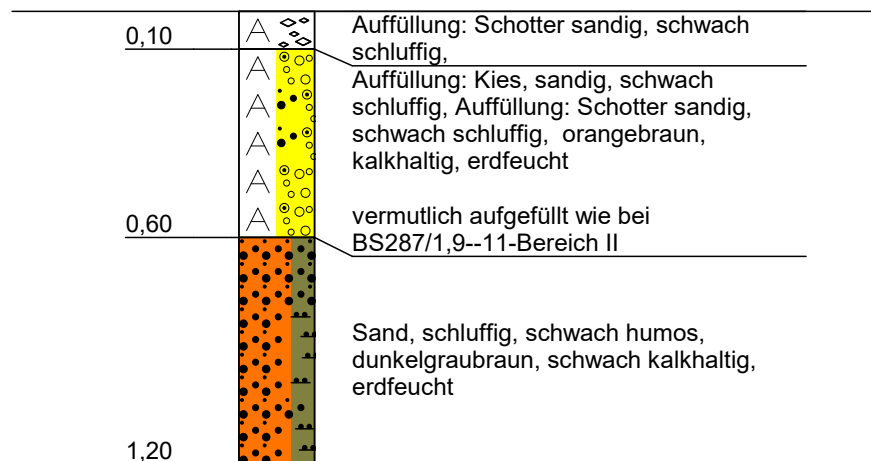 Auffüllung: Schotter sandig, schwach
schluffig,
0,10
A
Auffüllung: Kies, sandig, schwach
schluffig, Auffüllung: Schotter sandig,
schwach schluffig,  orangebraun,
kalkhaltig, erdfeucht
A
A
A
A
A
vermutlich aufgefüllt wie bei
BS287/1,9--11-Bereich II
0,60
Sand, schluffig, schwach humos,
dunkelgraubraun, schwach kalkhaltig,
erdfeucht
1,20